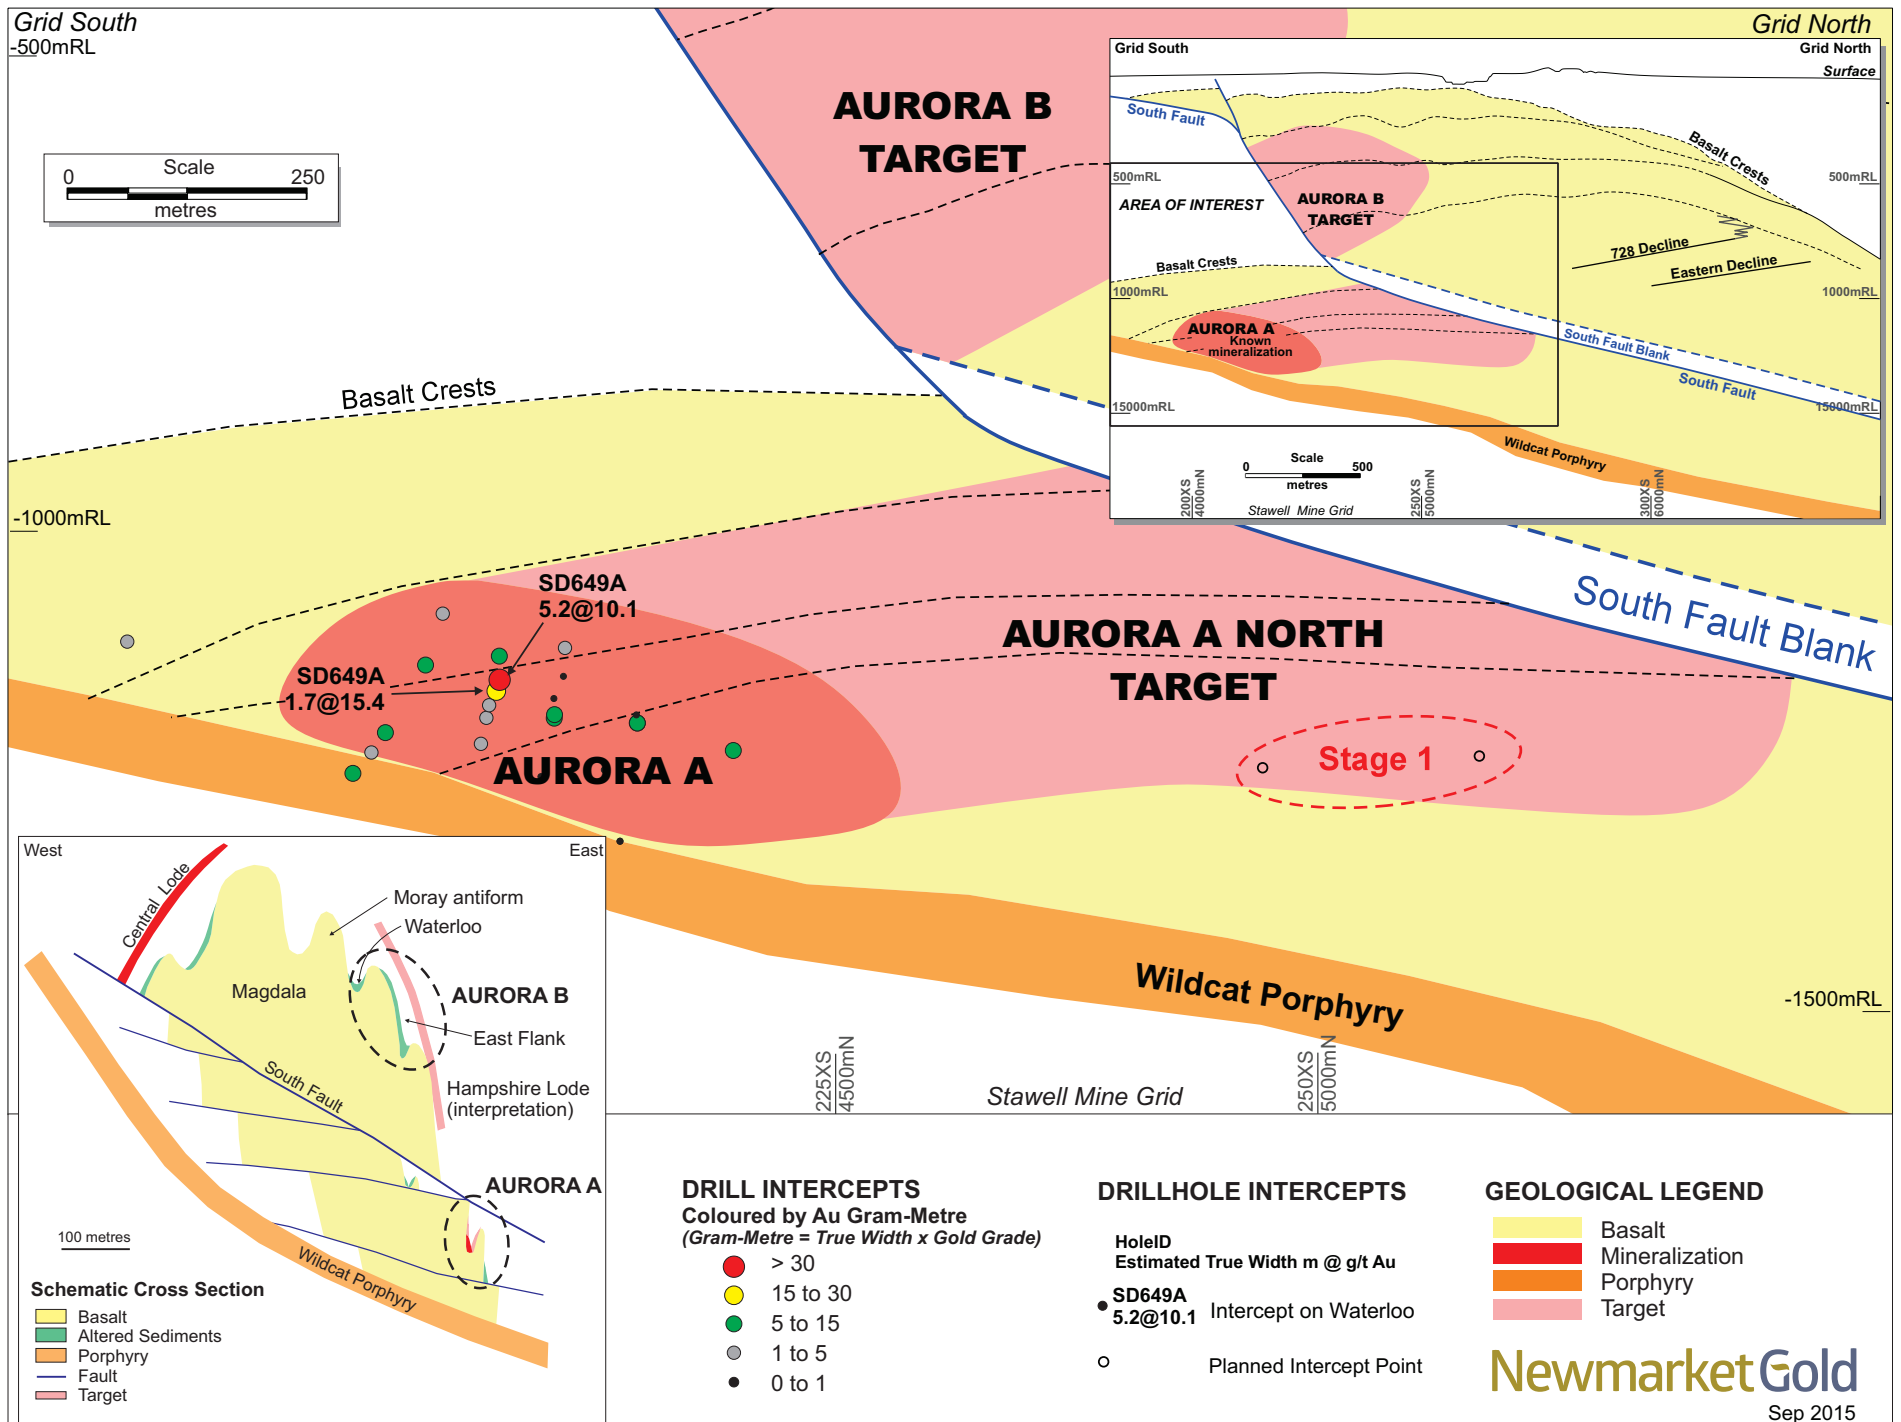 Grid South
-500mRL
Grid North
AURORA B
TARGET
Scale
0 250
metres
Grid South
Grid North
Surface
South Fault
Basalt Crests
500mRL
500mRL
AREA OF INTEREST
AURORA B
TARGET
728 Decline
Eastern Decline
Basalt Crests
1000mRL
1000mRL
AURORA A
Known
mineralization
South Fault Blank
South Fault
15000mRL
15000mRL
Wildcat Porphyry
Scale
0 500
metres
200XS
4000mN
250XS
5000mN
300XS
6000mN
Stawell Mine Grid
Basalt Crests
-1000mRL
SD649A
5.2@10.1
SD649A
1.7@15.4
AURORA A
AURORA A NORTH
TARGET
South Fault Blank
Stage 1
Wildcat Porphyry
-1500mRL
225XS
4500mN
250XS
5000mN
Stawell Mine Grid
West
East
Central Lode
Moray antiform
Waterloo
Magdala
AURORA B
East Flank
South Fault
Hampshire Lode
(interpretation)
AURORA A
100 metres
Wildcat Porphyry
Schematic Cross Section
Basalt
Altered Sediments
Porphyry
Fault
Target
DRILL INTERCEPTS
Coloured by Au Gram-Metre
(Gram-Metre = True Width x Gold Grade)
> 30
15 to 30
5 to 15
1 to 5
0 to 1
DRILLHOLE INTERCEPTS
HoleID
Estimated True Width m @ g/t Au
SD649A
5.2@10.1 Intercept on Waterloo
Planned Intercept Point
GEOLOGICAL LEGEND
Basalt
Mineralization
Porphyry
Target
NewmarketGold
Sep 2015